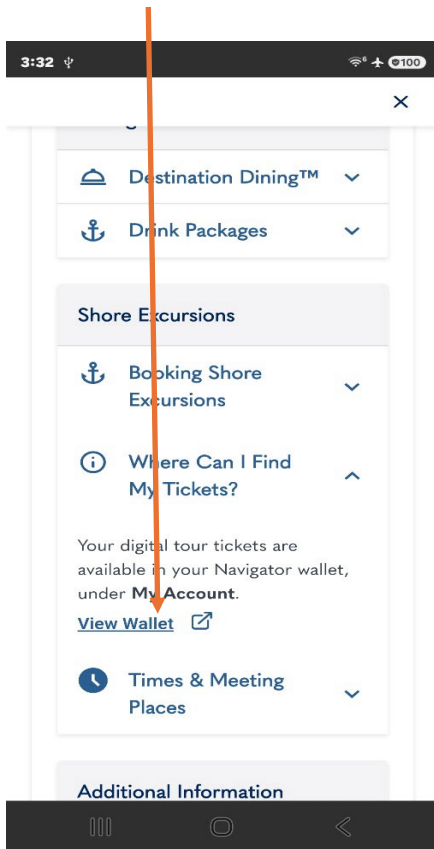 3:32
6
100
Destination Dining™
Drink Packages
Shore Excursions
Booking Shore
Excursions
Where Can I Find
My Tickets?
Your digital tour tickets are
available in your Navigator wallet,
under My Account.
View Wallet
Times & Meeting
Places
Additional Information